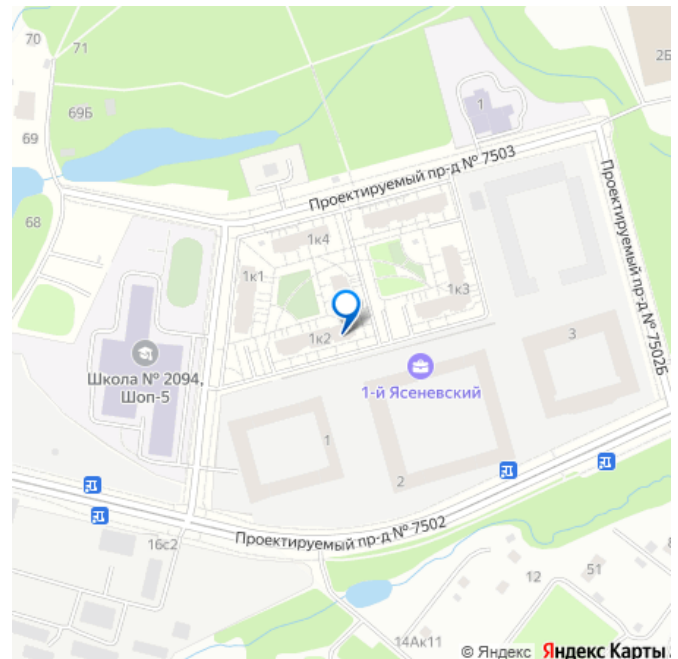 70
71
2Б
69Б
1
69
Проектируемый пр-д № 7503
Проектируемый пр-д № 7502Б
68
1к4
1к1
1к3
1к2
3
Школа № 2094,
Шоп-5
1-й Ясеневский
1
2
Проектируемый пр-д № 7502
16с2
12
51
14Ак11
© Яндекс Яндекс Карты